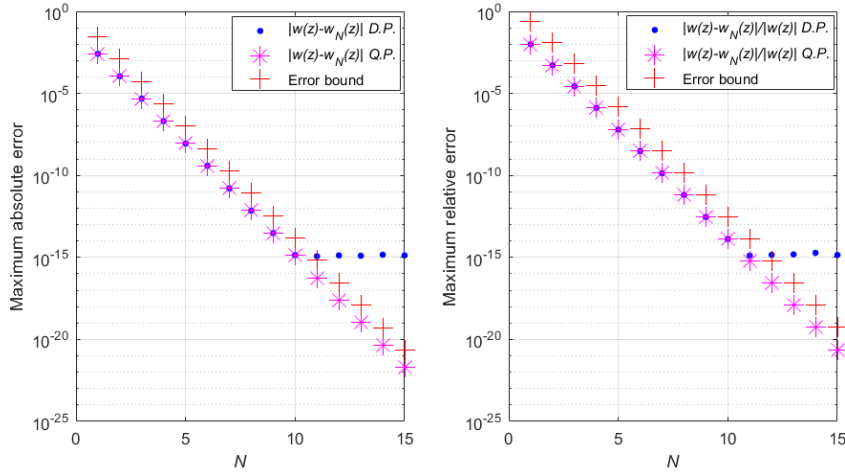 10^0
10^-5
10^-10
10^-15
10^-20
10^-25
Maximum absolute error
0
5
10
15
N
|w(z)-w_N(z)| D.P.
|w(z)-w_N(z)| Q.P.
Error bound
10^0
10^-5
10^-10
10^-15
10^-20
10^-25
Maximum relative error
0
5
10
15
N
|w(z)-w_N(z)|/|w(z)| D.P.
|w(z)-w_N(z)|/|w(z)| Q.P.
Error bound